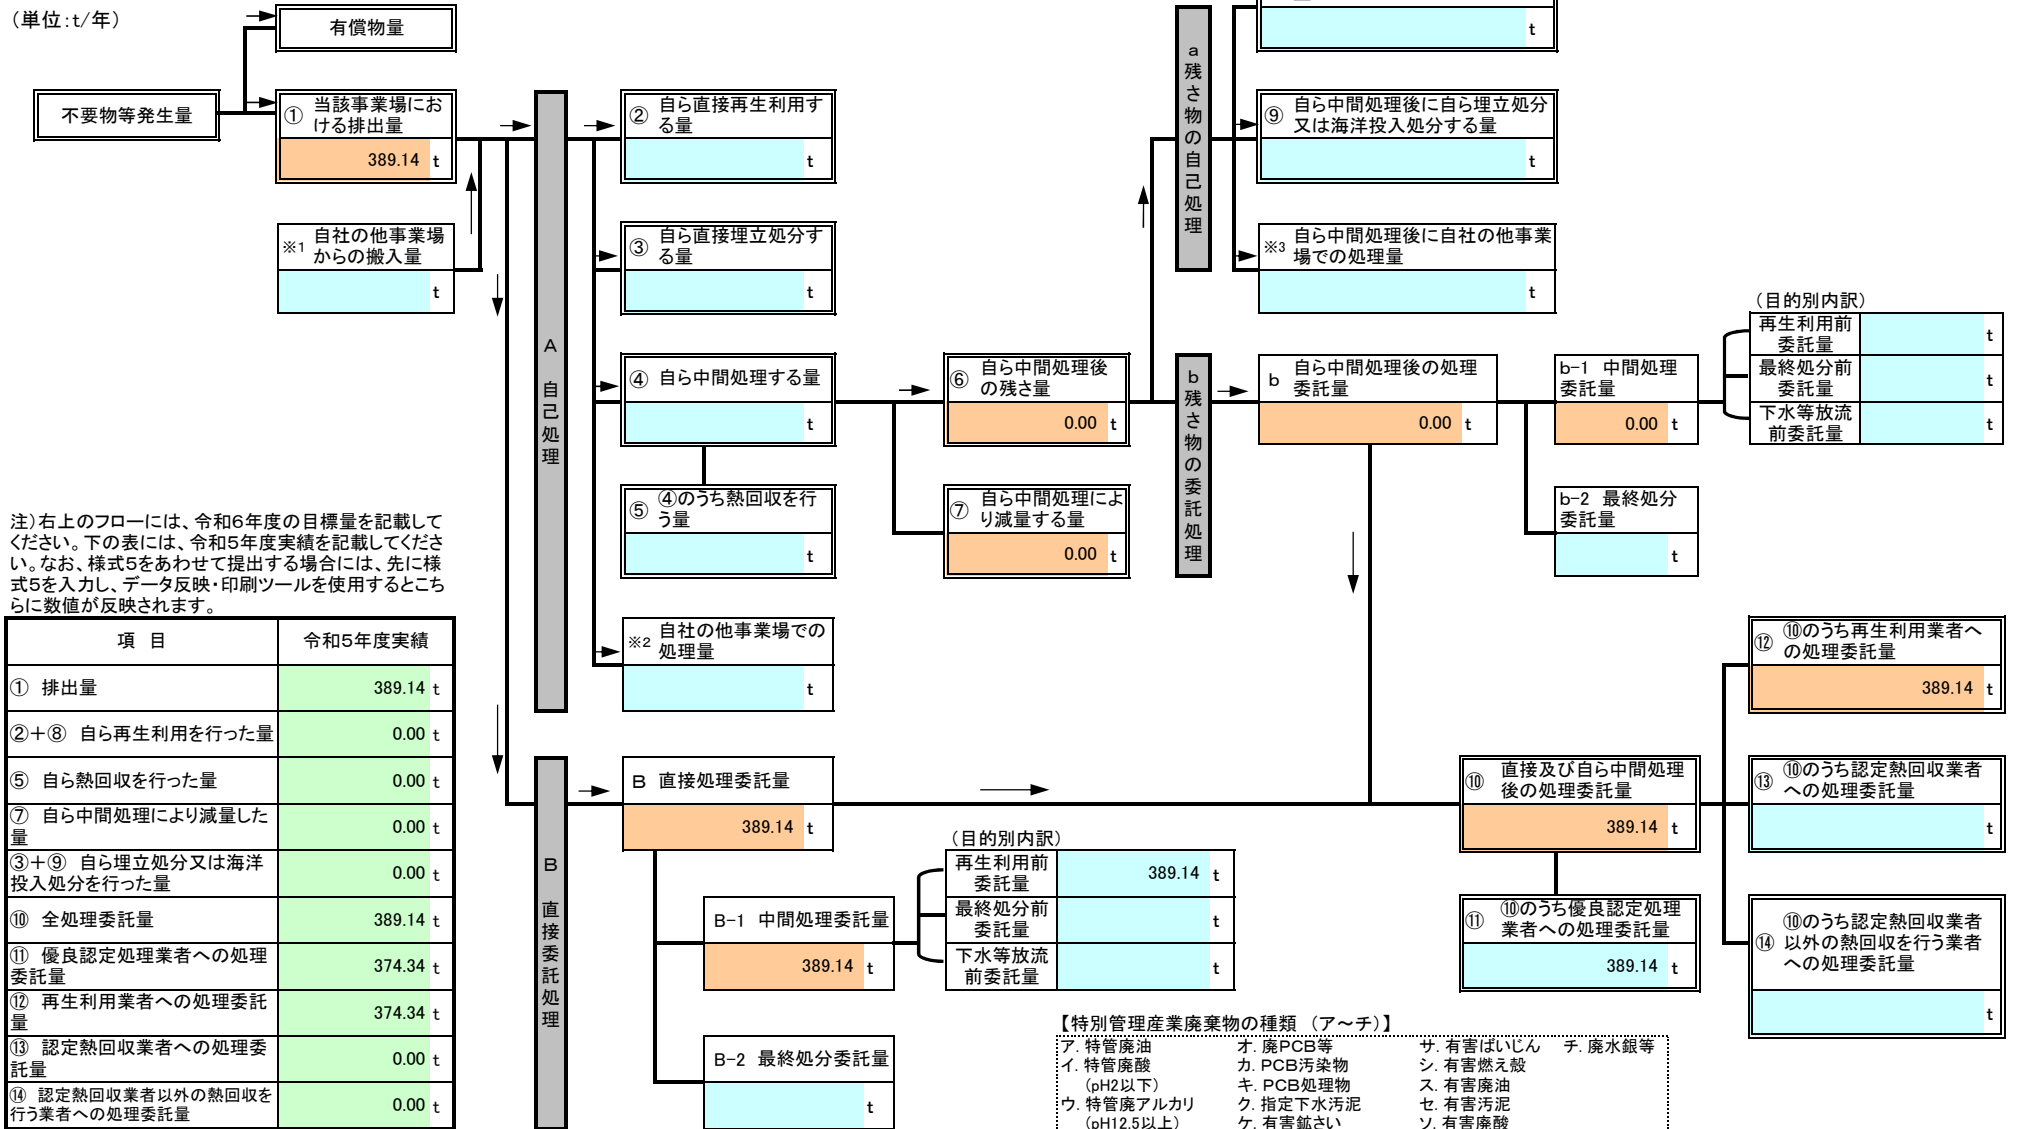 （単位:t/年）
有償物量
不要物等発生量
① 当該事業場にお
ける排出量
389.14 t
※1 自社の他事業場
からの搬入量
t
A 自己処理
② 自ら直接再生利用す
る量
t
③ 自ら直接埋立処分す
る量
t
④ 自ら中間処理する量
t
⑤ ④のうち熱回収を行
う量
t
※2 自社の他事業場での
処理量
t
⑥ 自ら中間処理後
の残さ量
0.00 t
⑦ 自ら中間処理によ
り減量する量
0.00 t
a 残さ物の自己処理
t
⑨ 自ら中間処理後に自ら埋立処分
又は海洋投入処分する量
t
※3 自ら中間処理後に自社の他事業
場での処理量
t
b 残さ物の委託処理
b 自ら中間処理後の処理
委託量
0.00 t
b-1 中間処理
委託量
0.00 t
b-2 最終処分
委託量
t
（目的別内訳）
再生利用前
委託量
t
最終処分前
委託量
t
下水等放流
前委託量
t
注）右上のフローには、令和6年度の目標量を記載して
ください。下の表には、令和5年度実績を記載してくださ
い。なお、様式5をあわせて提出する場合には、先に様
式5を入力し、データ反映・印刷ツールを使用するとこち
らに数値が反映されます。
項 目 令和5年度実績
① 排出量 389.14 t
②＋⑧ 自ら再生利用を行った量 0.00 t
⑤ 自ら熱回収を行った量 0.00 t
⑦ 自ら中間処理により減量した
量 0.00 t
③＋⑨ 自ら埋立処分又は海洋
投入処分を行った量 0.00 t
⑩ 全処理委託量 389.14 t
⑪ 優良認定処理業者への処理
委託量 374.34 t
⑫ 再生利用業者への処理委託
量 374.34 t
⑬ 認定熱回収業者への処理委
託量 0.00 t
⑭ 認定熱回収業者以外の熱回収を
行う業者への処理委託量 0.00 t
B 直接委託処理
B 直接処理委託量
389.14 t
B-1 中間処理委託量
389.14 t
B-2 最終処分委託量
t
（目的別内訳）
再生利用前
委託量
389.14 t
最終処分前
委託量
t
下水等放流
前委託量
t
⑩ 直接及び自ら中間処理
後の処理委託量
389.14 t
⑪ ⑩のうち優良認定処理
業者への処理委託量
389.14 t
⑫ ⑩のうち再生利用業者へ
の処理委託量
389.14 t
⑬ ⑩のうち認定熱回収業者
への処理委託量
t
⑭ ⑩のうち認定熱回収業者
以外の熱回収を行う業者
への処理委託量
t
【特別管理産業廃棄物の種類 （ア～チ）】
ア. 特管廃油 オ. 廃PCB等 サ. 有害ばいじん チ. 廃水銀等
イ. 特管廃酸 カ. PCB汚染物 シ. 有害燃え殻
（pH2以下） キ. PCB処理物 ス. 有害廃油
ウ. 特管廃アルカリ ク. 指定下水汚泥 セ. 有害汚泥
（pH12.5以上） ケ. 有害鉱さい ソ. 有害廃酸